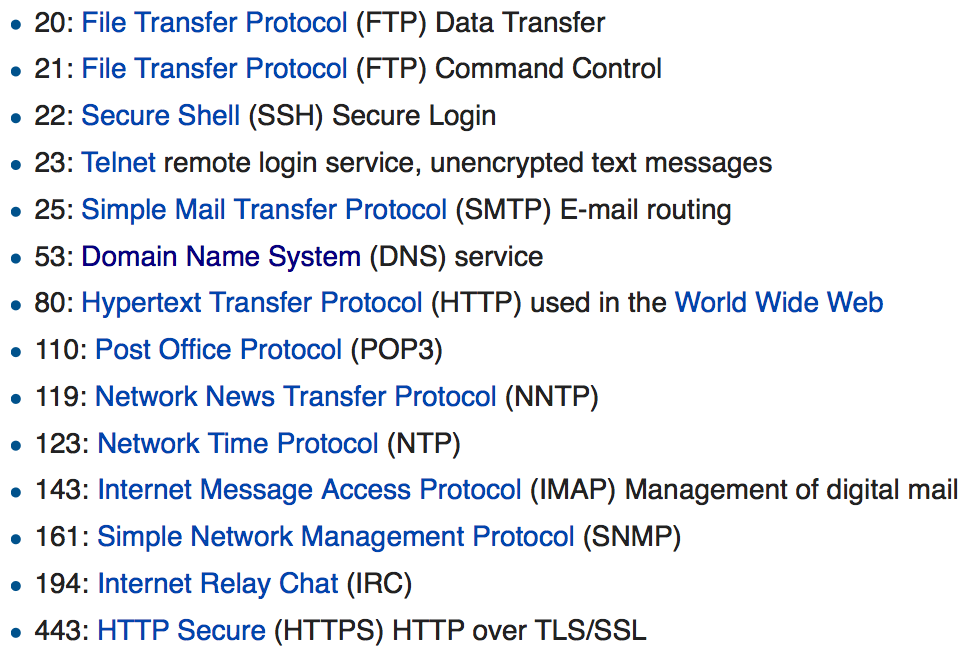 • 20: File Transfer Protocol (FTP) Data Transfer
• 21: File Transfer Protocol (FTP) Command Control
• 22: Secure Shell (SSH) Secure Login
• 23: Telnet remote login service, unencrypted text messages
• 25: Simple Mail Transfer Protocol (SMTP) E-mail routing
• 53: Domain Name System (DNS) service
• 80: Hypertext Transfer Protocol (HTTP) used in the World Wide Web
• 110: Post Office Protocol (POP3)
• 119: Network News Transfer Protocol (NNTP)
• 123: Network Time Protocol (NTP)
• 143: Internet Message Access Protocol (IMAP) Management of digital mail
• 161: Simple Network Management Protocol (SNMP)
• 194: Internet Relay Chat (IRC)
• 443: HTTP Secure (HTTPS) HTTP over TLS/SSL